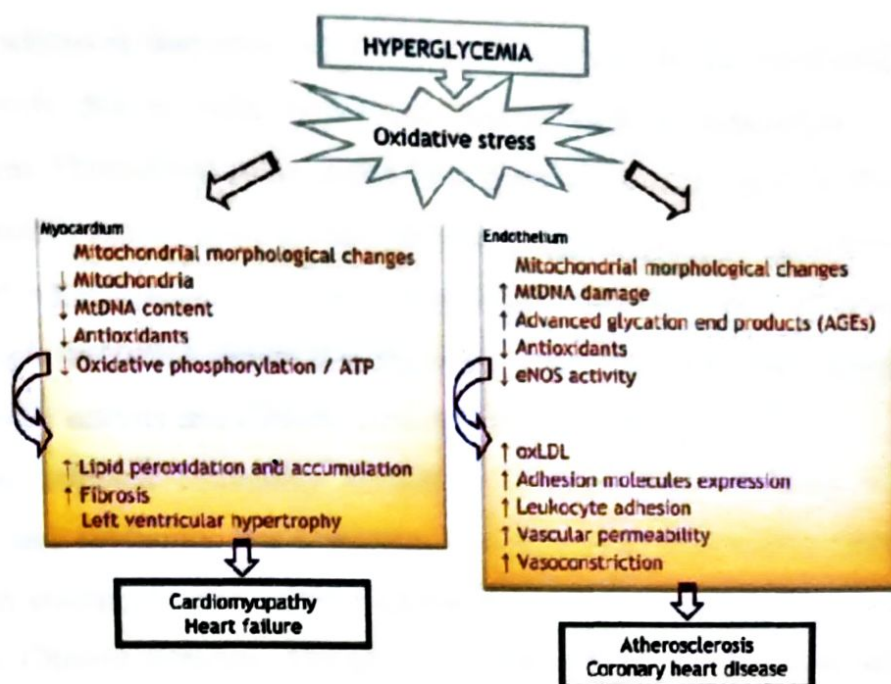 HYPERGLYCEMIA
Oxidative stress
Myocardium
Mitochondrial morphological changes
↓ Mitochondria
↓ MtDNA content
↓ Antioxidants
↓ Oxidative phosphorylation / ATP
↑ Lipid peroxidation and accumulation
↑ Fibrosis
Left ventricular hypertrophy
Cardiomyopathy
Heart failure
Endothelium
Mitochondrial morphological changes
↑ MtDNA damage
↑ Advanced glycation end products (AGEs)
↓ Antioxidants
↓ eNOS activity
↑ oxLDL
↑ Adhesion molecules expression
↑ Leukocyte adhesion
↑ Vascular permeability
↑ Vasoconstriction
Atherosclerosis
Coronary heart disease